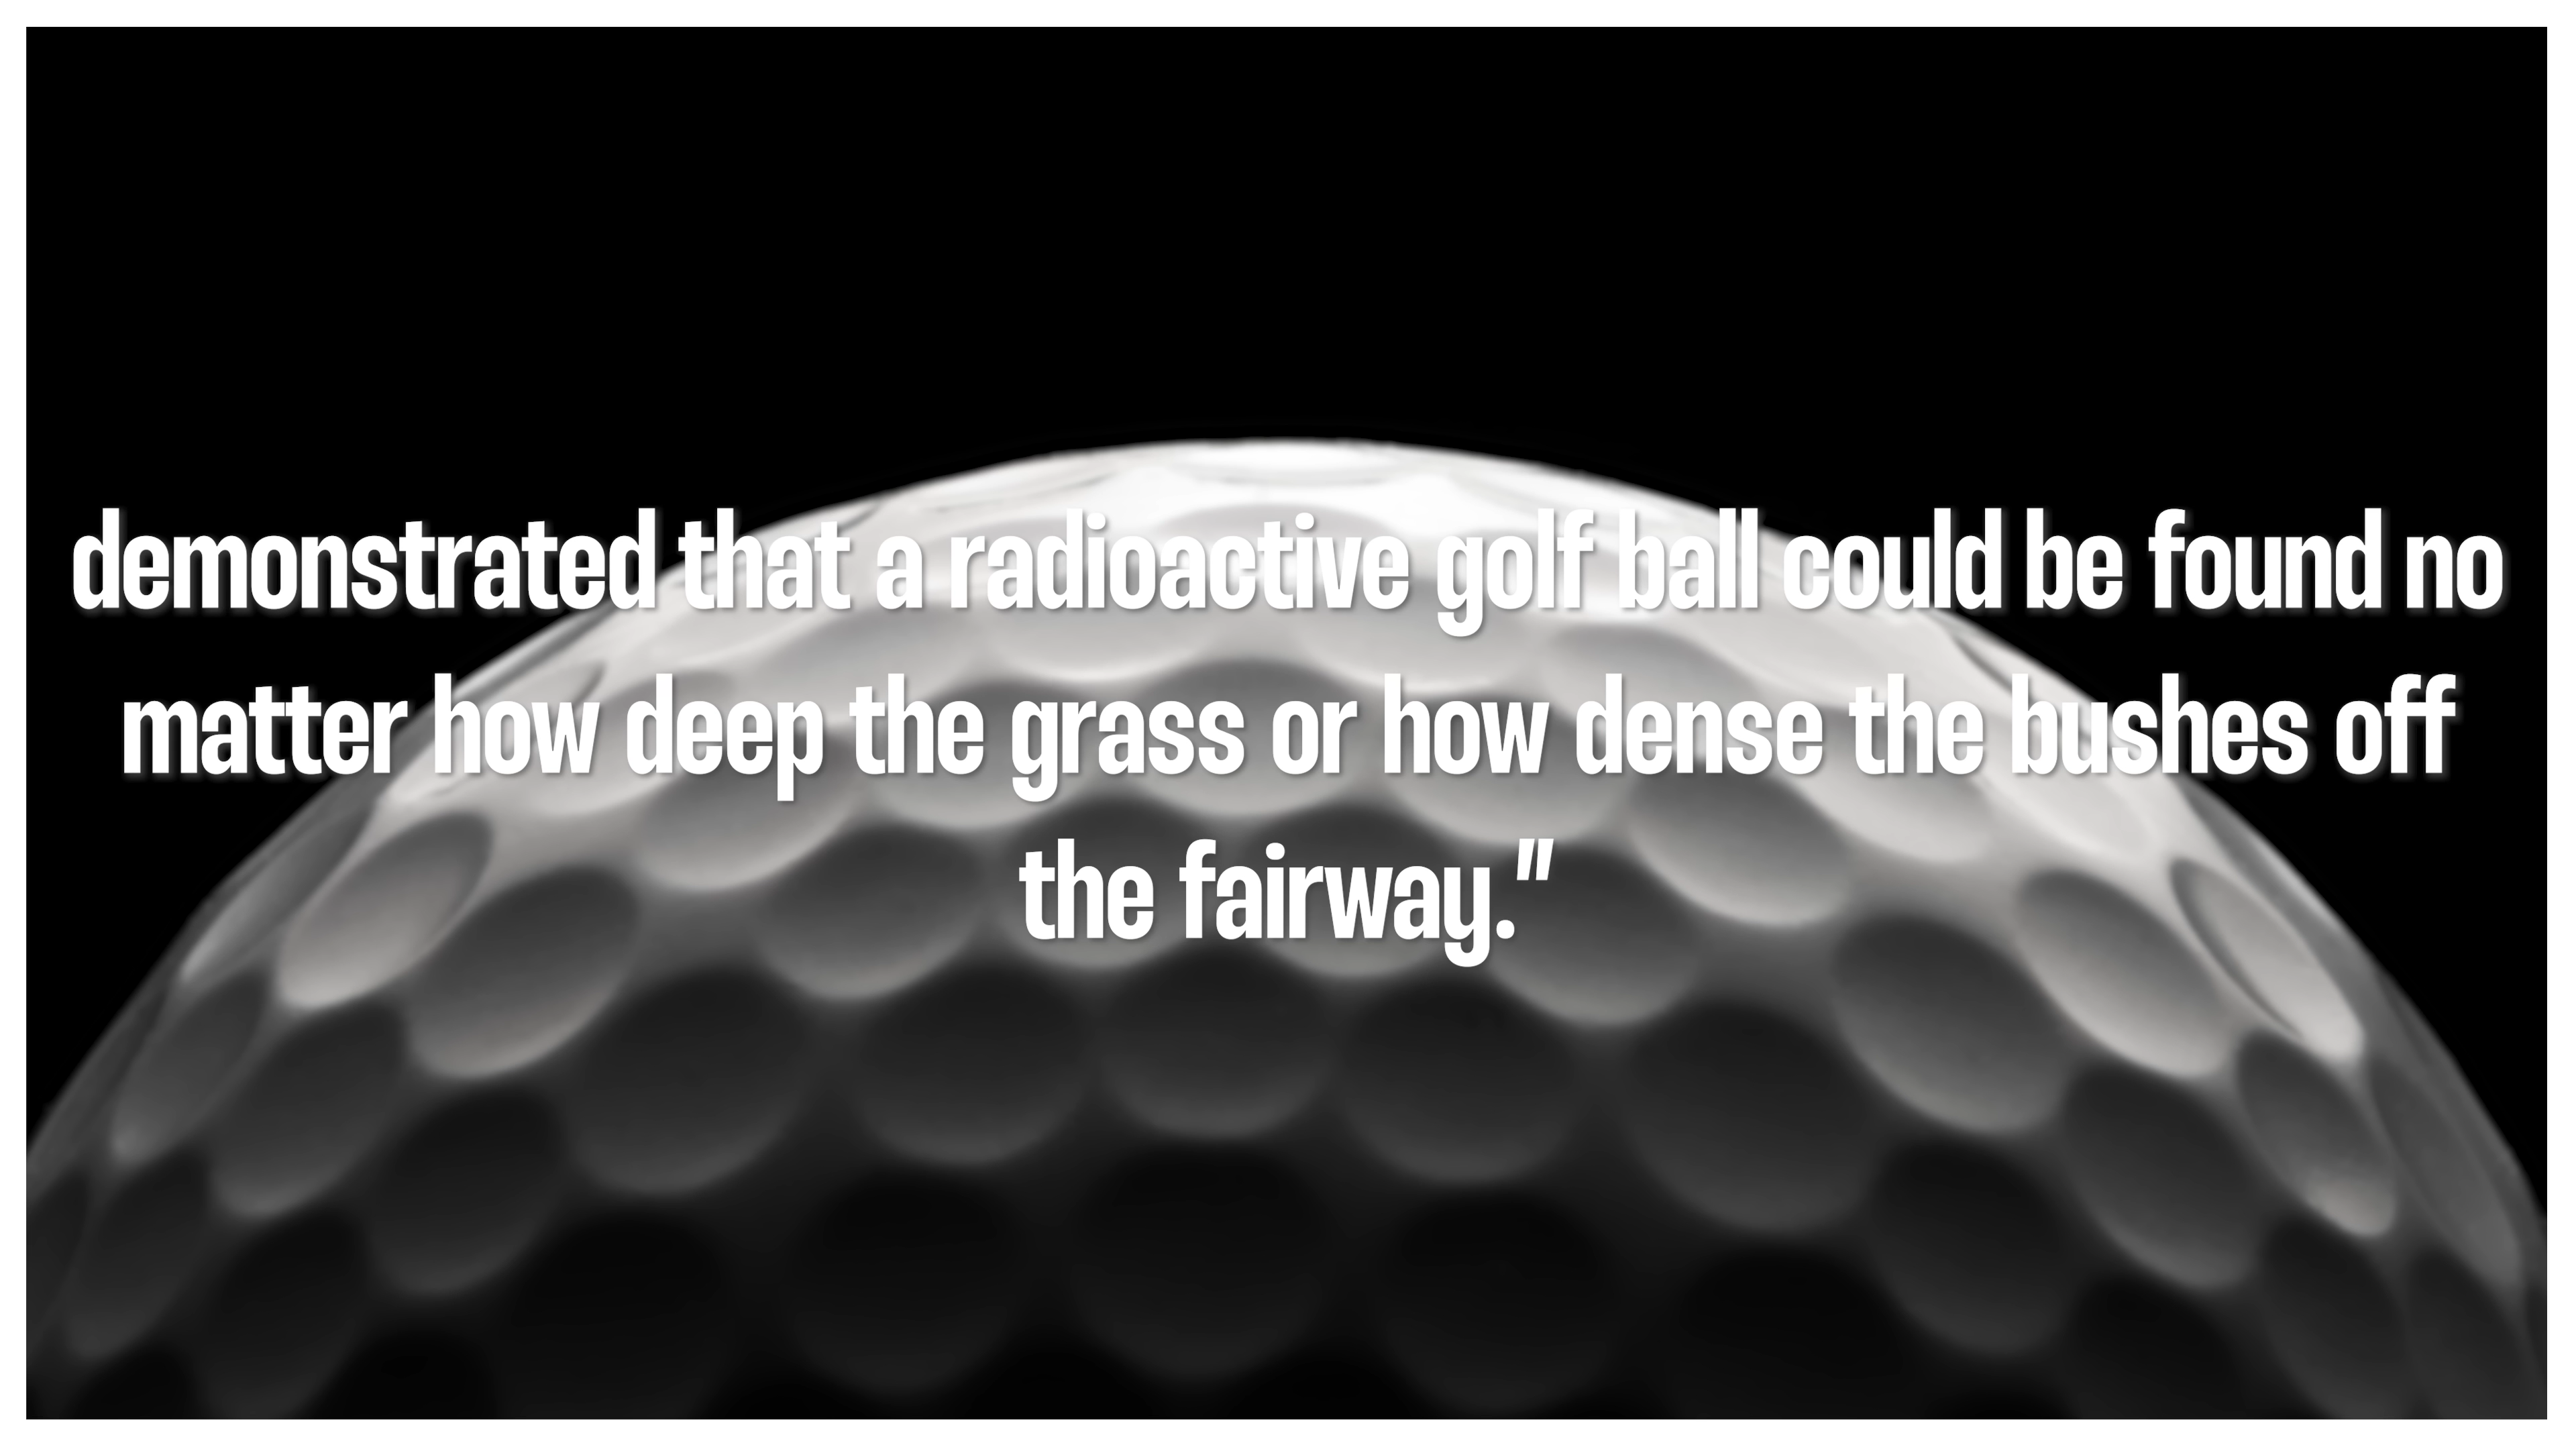 demonstrated that a radioactive golf ball could be found no
matter how deep the grass or how dense the bushes off
the fairway."